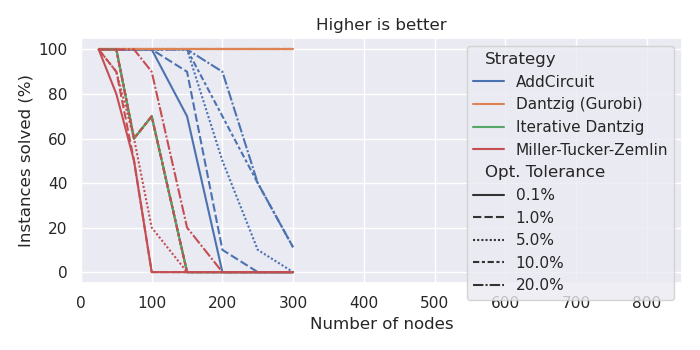 Higher is better
Instances solved (%)
100
80
60
40
20
0
0 100 200 300 400 500 600 700 800
Number of nodes
Strategy
AddCircuit
Dantzig (Gurobi)
Iterative Dantzig
Miller-Tucker-Zemlin
Opt. Tolerance
0.1%
1.0%
5.0%
10.0%
20.0%